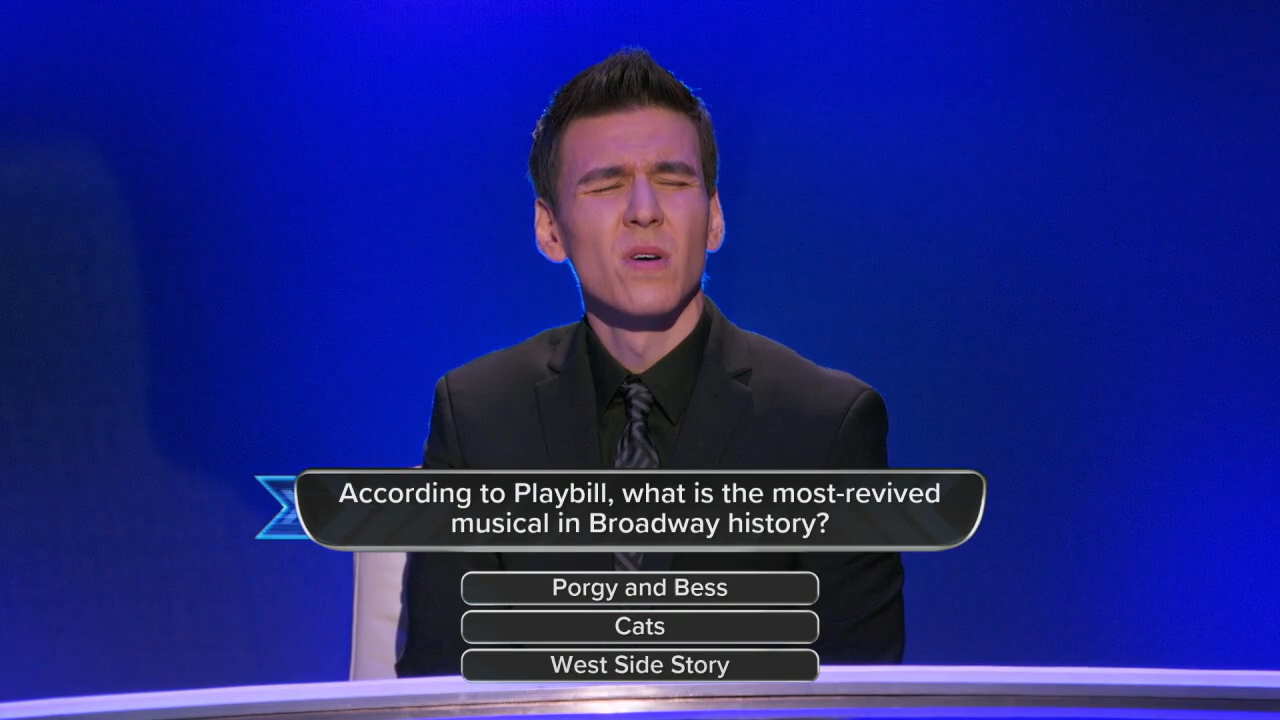 According to Playbill, what is the most-revived
musical in Broadway history?
Porgy and Bess
Cats
West Side Story